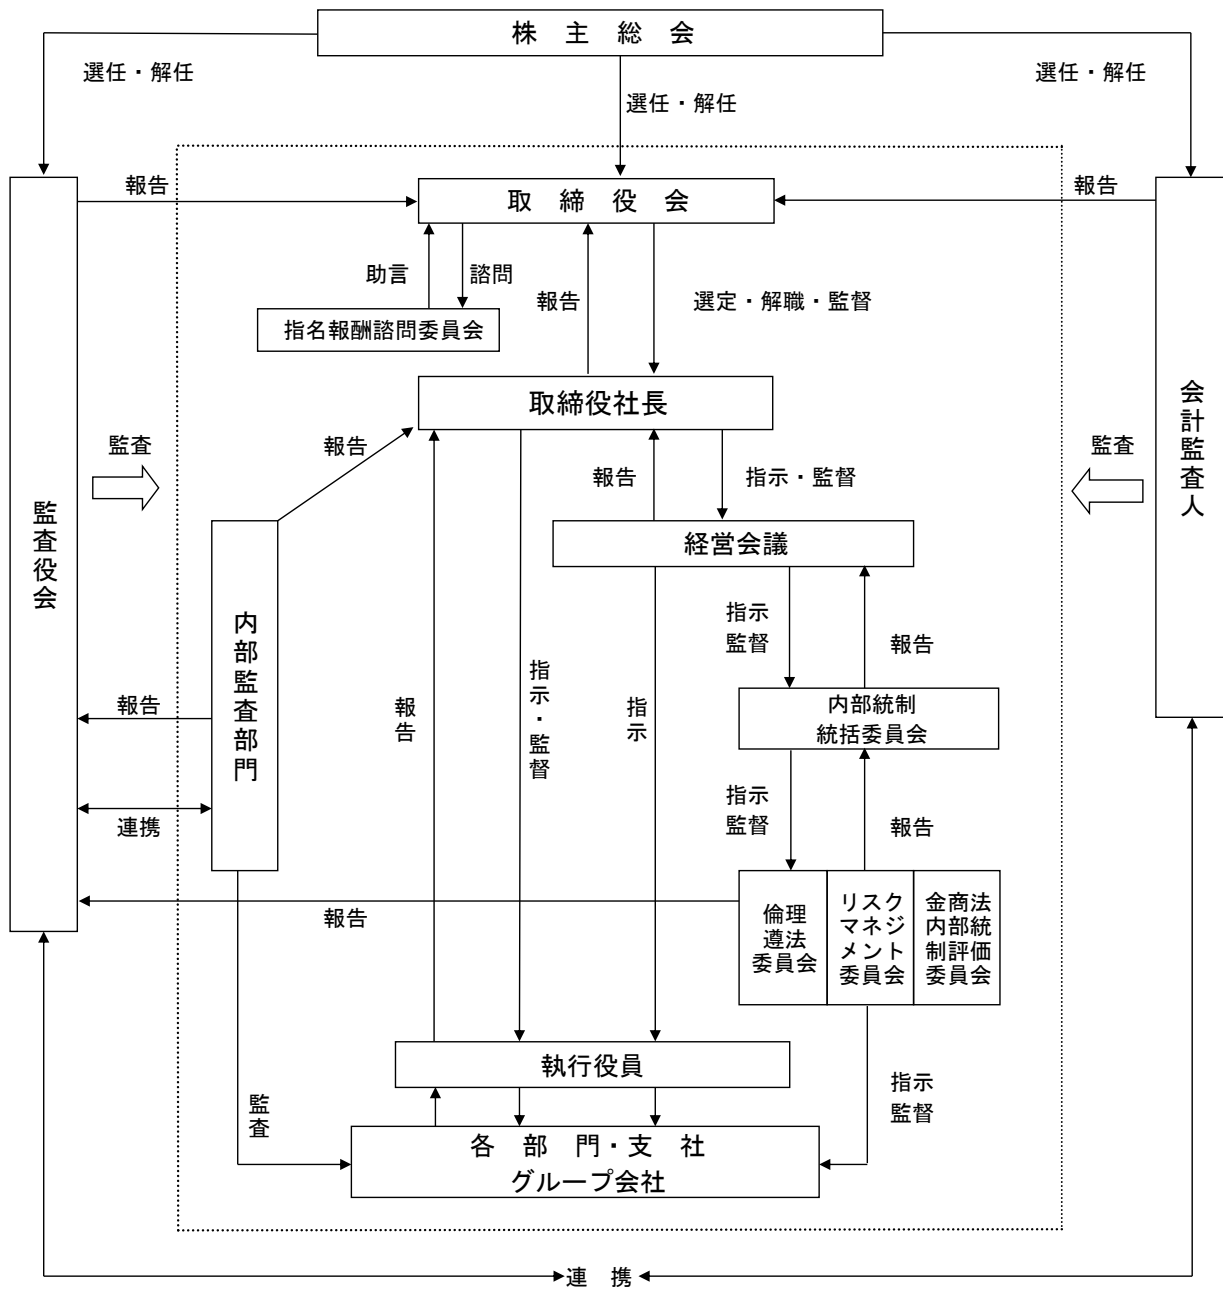 株　主　総　会
選任・解任
選任・解任
選任・解任
報告
取　締　役　会
報告
助言
諮問
報告
選定・解職・監督
指名報酬諮問委員会
取締役社長
監査
報告
報告
指示・監督
監査
会計監査人
監査役会
経営会議
内部監査部門
指示
監督
報告
報告
報告
指示・監督
指示
内部統制
統括委員会
連携
指示
監督
報告
報告
倫理
遵法
委員会
リスク
マネジ
メント
委員会
金商法
内部統
制評価
委員会
執行役員
監査
指示
監督
各　部　門・支　社
グループ会社
連　携